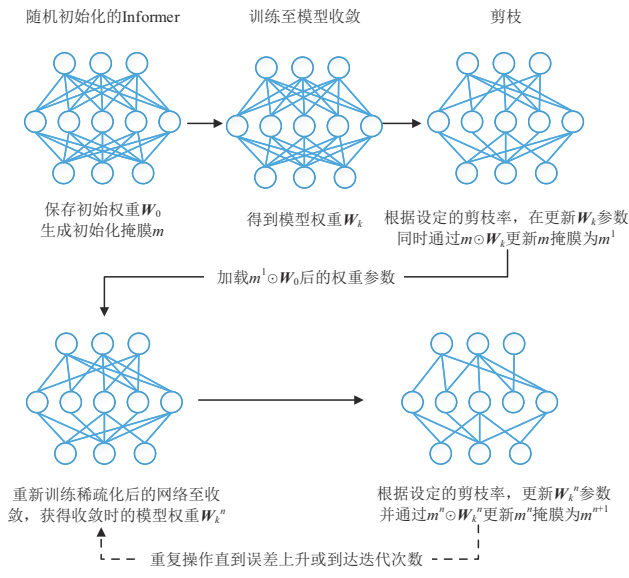 随机初始化的Informer
训练至模型收敛
剪枝
保存初始权重W₀
生成初始化掩膜m
得到模型权重Wₖ
根据设定的剪枝率，在更新Wₖ参数
同时通过m⊙Wₖ更新m掩膜为m¹
加载m¹⊙W₀后的权重参数
重新训练稀疏化后的网络至收
敛，获得收敛时的模型权重Wₖⁿ
根据设定的剪枝率，更新Wₖⁿ参数
并通过mⁿ⊙Wₖⁿ更新mⁿ掩膜为mⁿ⁺¹
重复操作直到误差上升或到达迭代次数